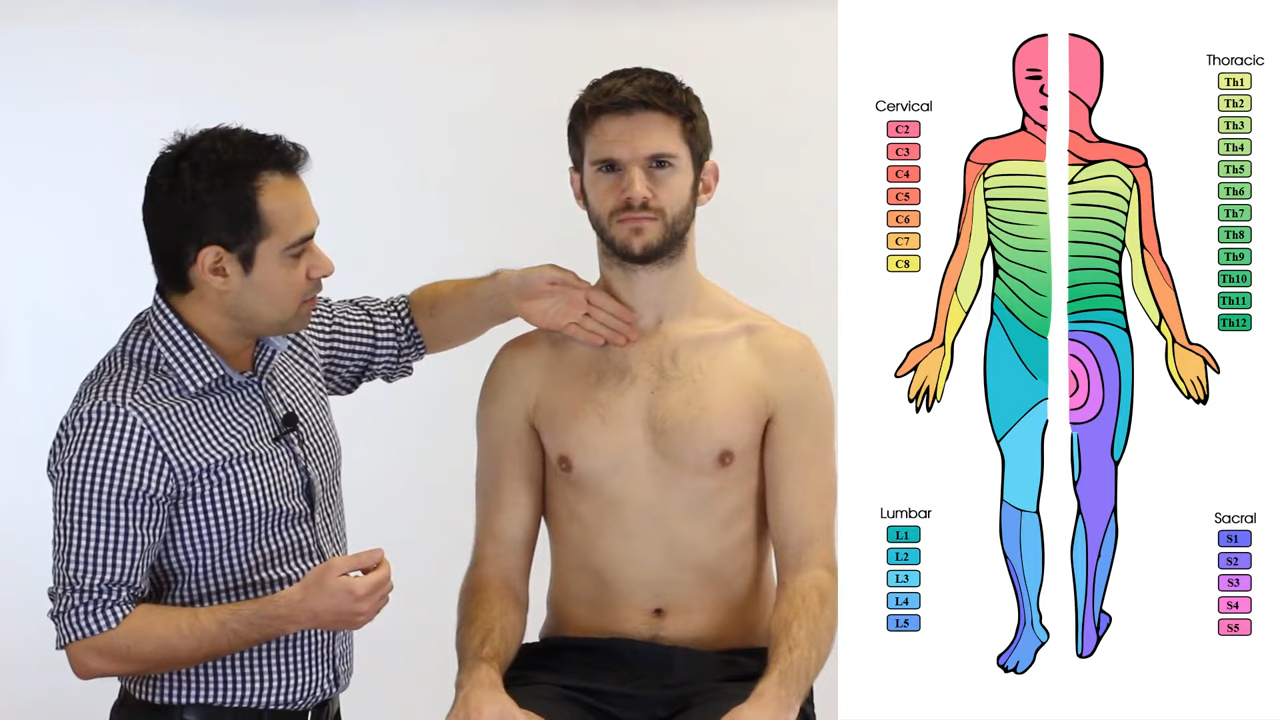 Cervical
C2
C3
C4
C5
C6
C7
C8
Thoracic
Th1
Th2
Th3
Th4
Th5
Th6
Th7
Th8
Th9
Th10
Th11
Th12
Lumbar
L1
L2
L3
L4
L5
Sacral
S1
S2
S3
S4
S5